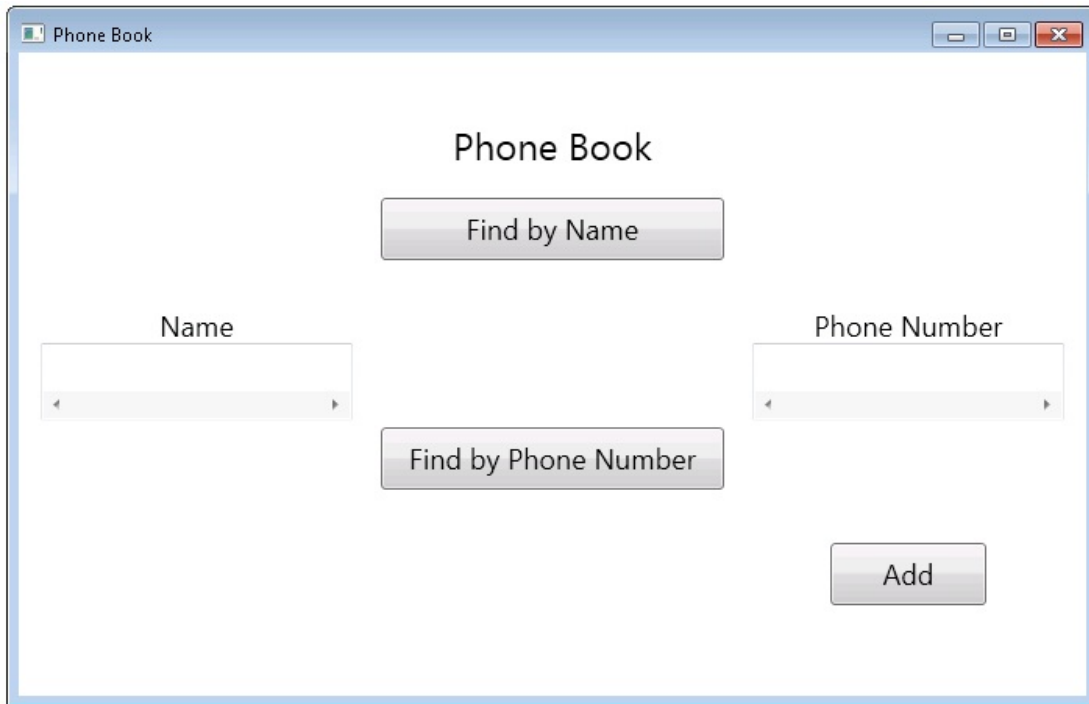 Phone Book
Phone Book
Find by Name
Name
Phone Number
Find by Phone Number
Add